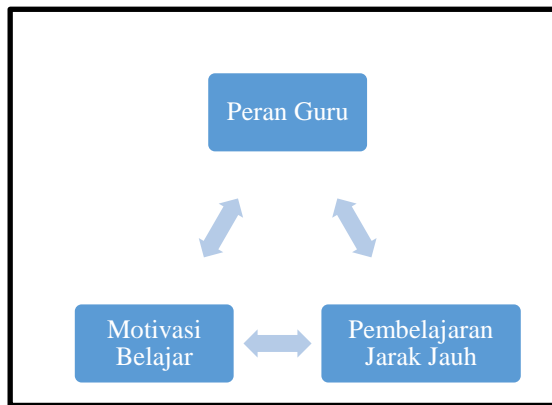 Peran Guru
Motivasi
Belajar
Pembelajaran
Jarak Jauh